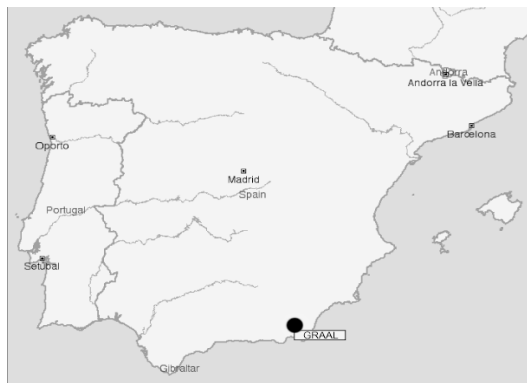 Andorra
Andorra la Vella
Barcelona
Oporto
Madrid
Spain
Portugal
Setubal
GRAAL
Gibraltar